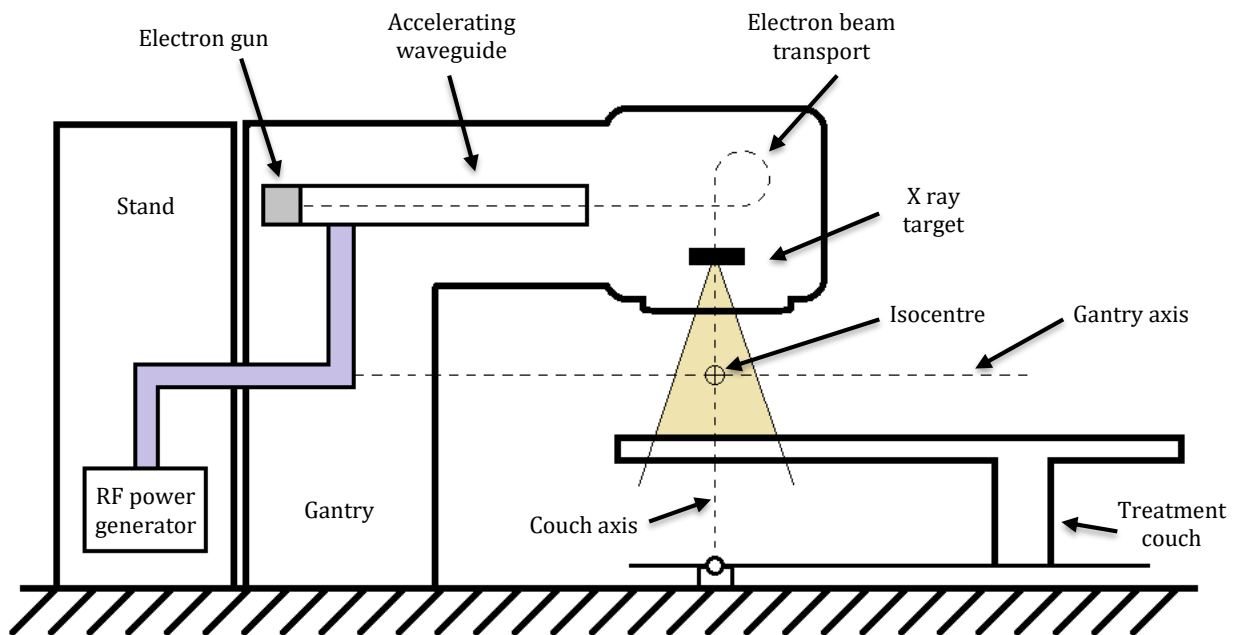 Electron gun
Accelerating
waveguide
Electron beam
transport
Stand
X ray
target
Isocentre
Gantry axis
RF power
generator
Gantry
Couch axis
Treatment
couch